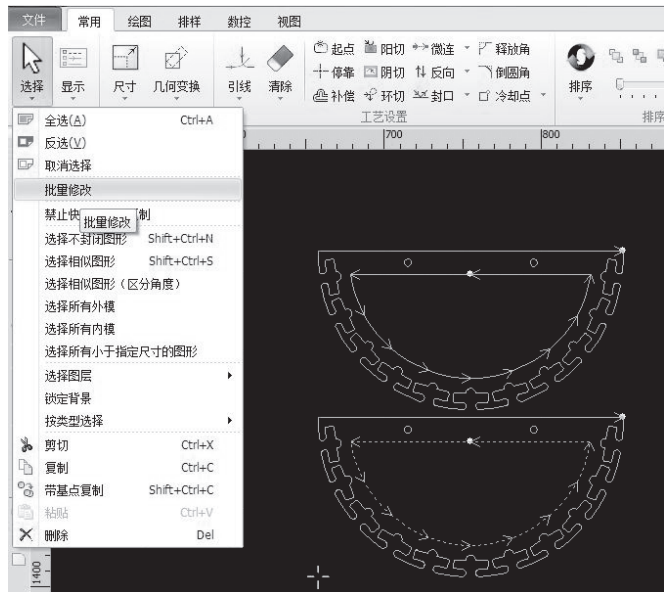 文件 常用 绘图 排样 数控 视图
起点 阳切 微连 释放角
停靠 阴切 反向 倒圆角
选择 显示 尺寸 几何变换 引线 清除 补偿 环切 封口 冷却点 排序
工艺设置 排序
全选(A) Ctrl+A
反选(V)
取消选择
批量修改
禁止快 制
批量修改
选择不封闭图形 Shift+Ctrl+N
选择相似图形 Shift+Ctrl+S
选择相似图形（区分角度）
选择所有外模
选择所有内模
选择所有小于指定尺寸的图形
选择图层
锁定背景
按类型选择
剪切 Ctrl+X
复制 Ctrl+C
带基点复制 Shift+Ctrl+C
粘贴 Ctrl+V
删除 Del
700 800
1400